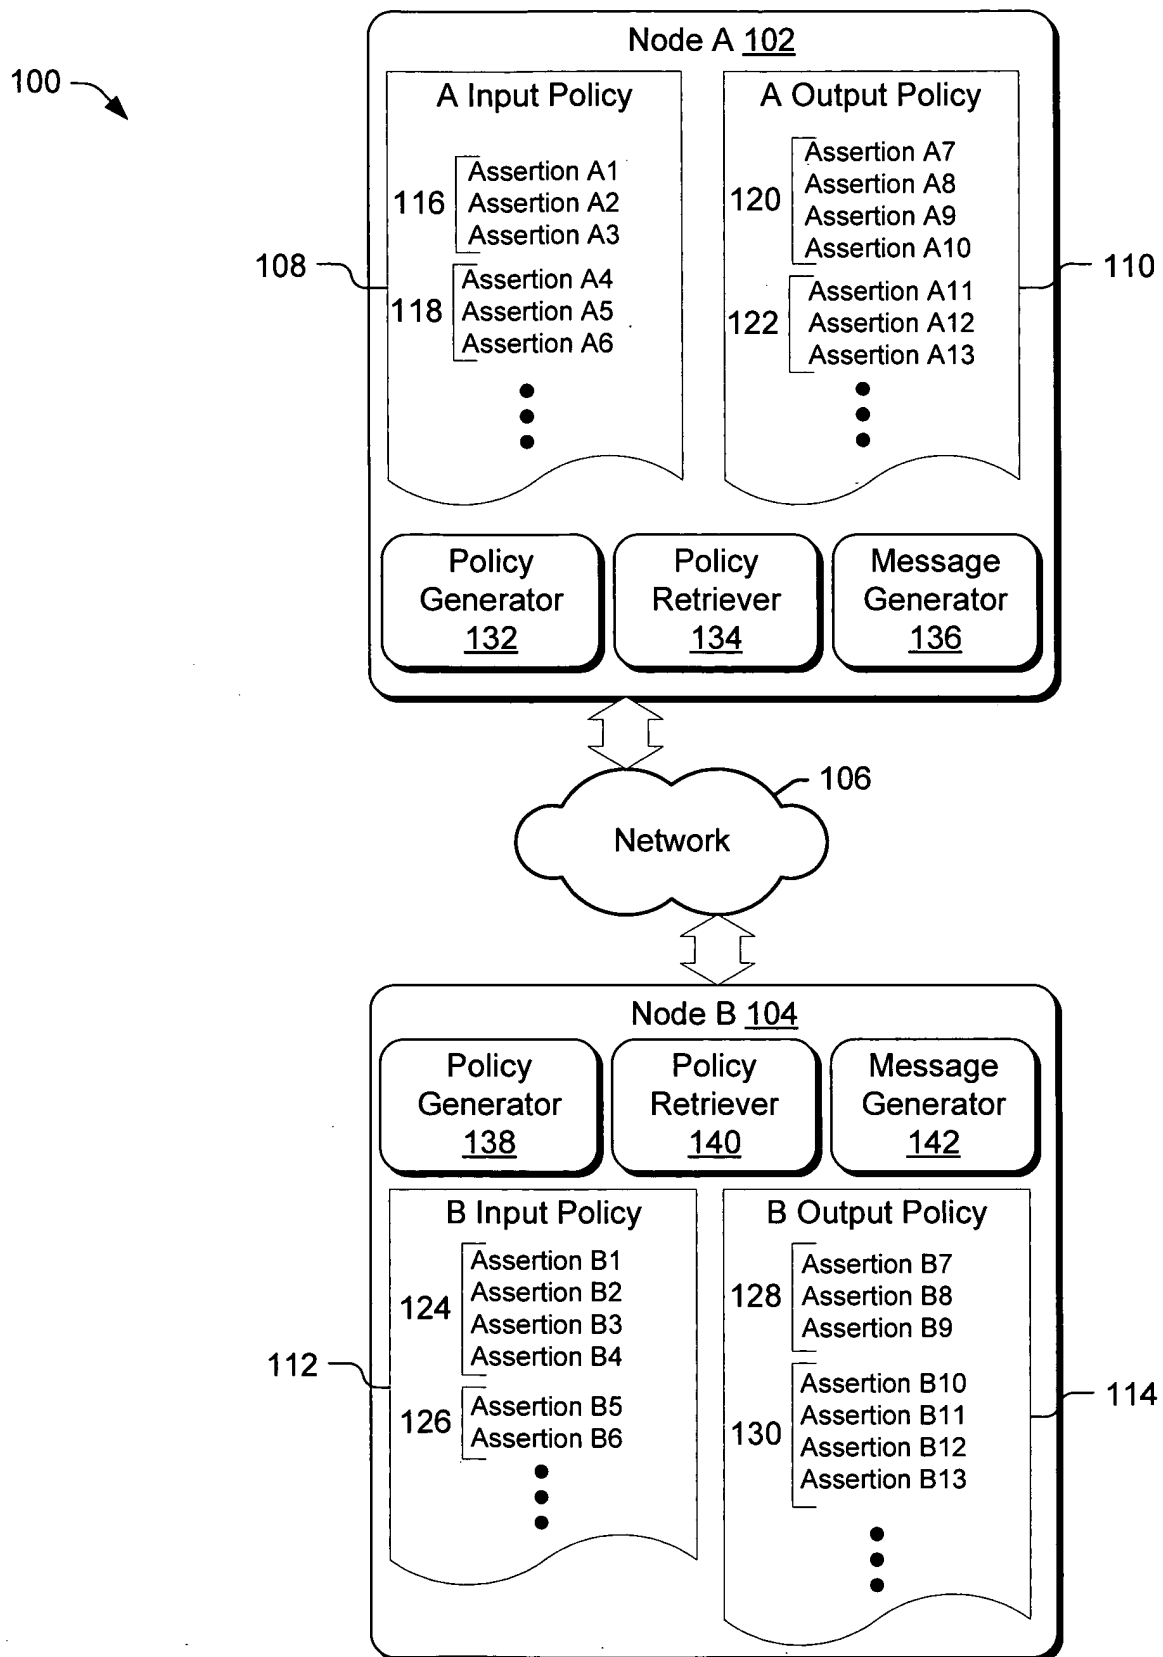 100
Node A 102
A Input Policy
116
Assertion A1
Assertion A2
Assertion A3
108
118
Assertion A4
Assertion A5
Assertion A6
A Output Policy
120
Assertion A7
Assertion A8
Assertion A9
Assertion A10
110
122
Assertion A11
Assertion A12
Assertion A13
Policy
Generator
132
Policy
Retriever
134
Message
Generator
136
106
Network
Node B 104
Policy
Generator
138
Policy
Retriever
140
Message
Generator
142
B Input Policy
124
Assertion B1
Assertion B2
Assertion B3
Assertion B4
112
126
Assertion B5
Assertion B6
B Output Policy
128
Assertion B7
Assertion B8
Assertion B9
114
130
Assertion B10
Assertion B11
Assertion B12
Assertion B13